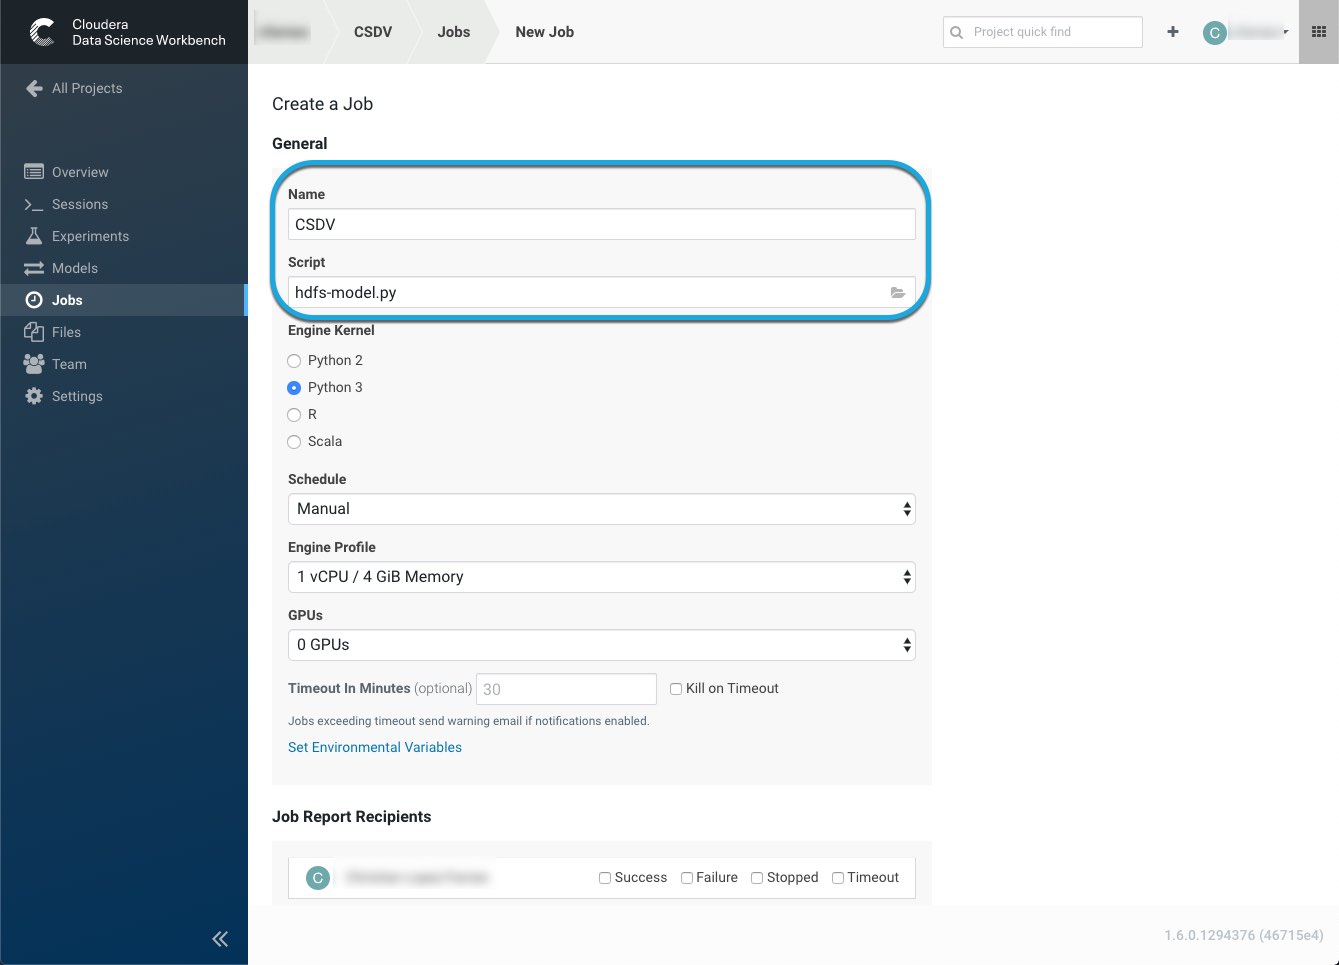 Cloudera
Data Science Workbench
CSDV
Jobs
New Job
Project quick find
C
All Projects
Overview
Sessions
Experiments
Models
Jobs
Files
Team
Settings
Create a Job
General
Name
CSDV
Script
hdfs-model.py
Engine Kernel
Python 2
Python 3
R
Scala
Schedule
Manual
Engine Profile
1 vCPU / 4 GiB Memory
GPUs
0 GPUs
Timeout In Minutes (optional) 30 Kill on Timeout
Jobs exceeding timeout send warning email if notifications enabled.
Set Environmental Variables
Job Report Recipients
C Success Failure Stopped Timeout
1.6.0.1294376 (46715e4)